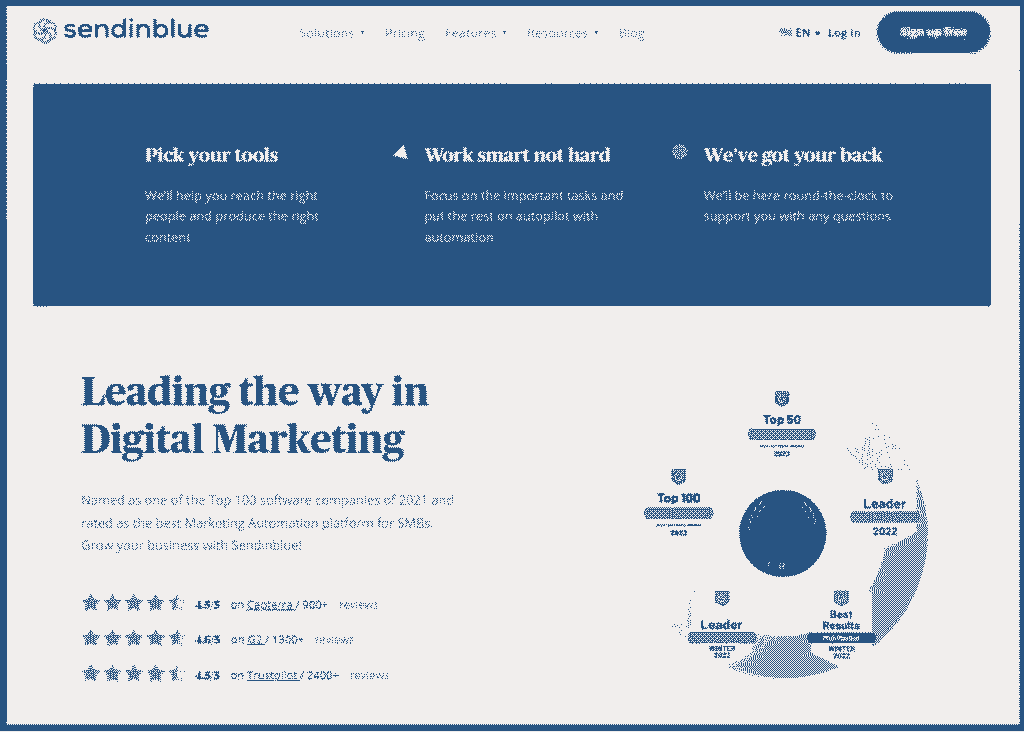 sendinblue
Solutions Pricing Features Resources Blog
EN Log in Sign up free
Pick your tools
We'll help you reach the right
people and produce the right
content
Work smart not hard
Focus on the important tasks and
put the rest on autopilot with
automation
We've got your back
We'll be here round-the-clock to
support you with any questions
Leading the way in
Digital Marketing
Named as one of the Top 100 software companies of 2021 and
rated as the best Marketing Automation platform for SMBs.
Grow your business with Sendinblue!
4.5/5 on Capterra / 900+ reviews
4.6/5 on G2 / 1300+ reviews
4.5/5 on Trustpilot / 2400+ reviews
Top 50
2022
Top 100
2022
Leader
2022
Leader
WINTER
2022
Best
Results
WINTER
2022